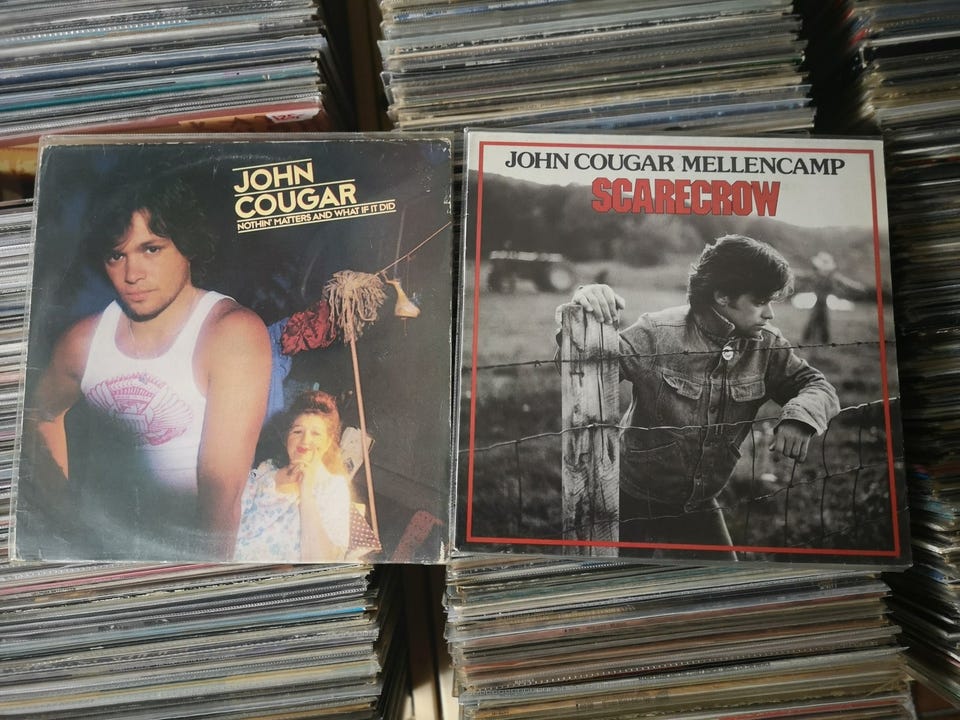 JOHN
COUGAR
NOTHIN' MATTERS AND WHAT IF IT DID
JOHN COUGAR MELLENCAMP
SCARECROW